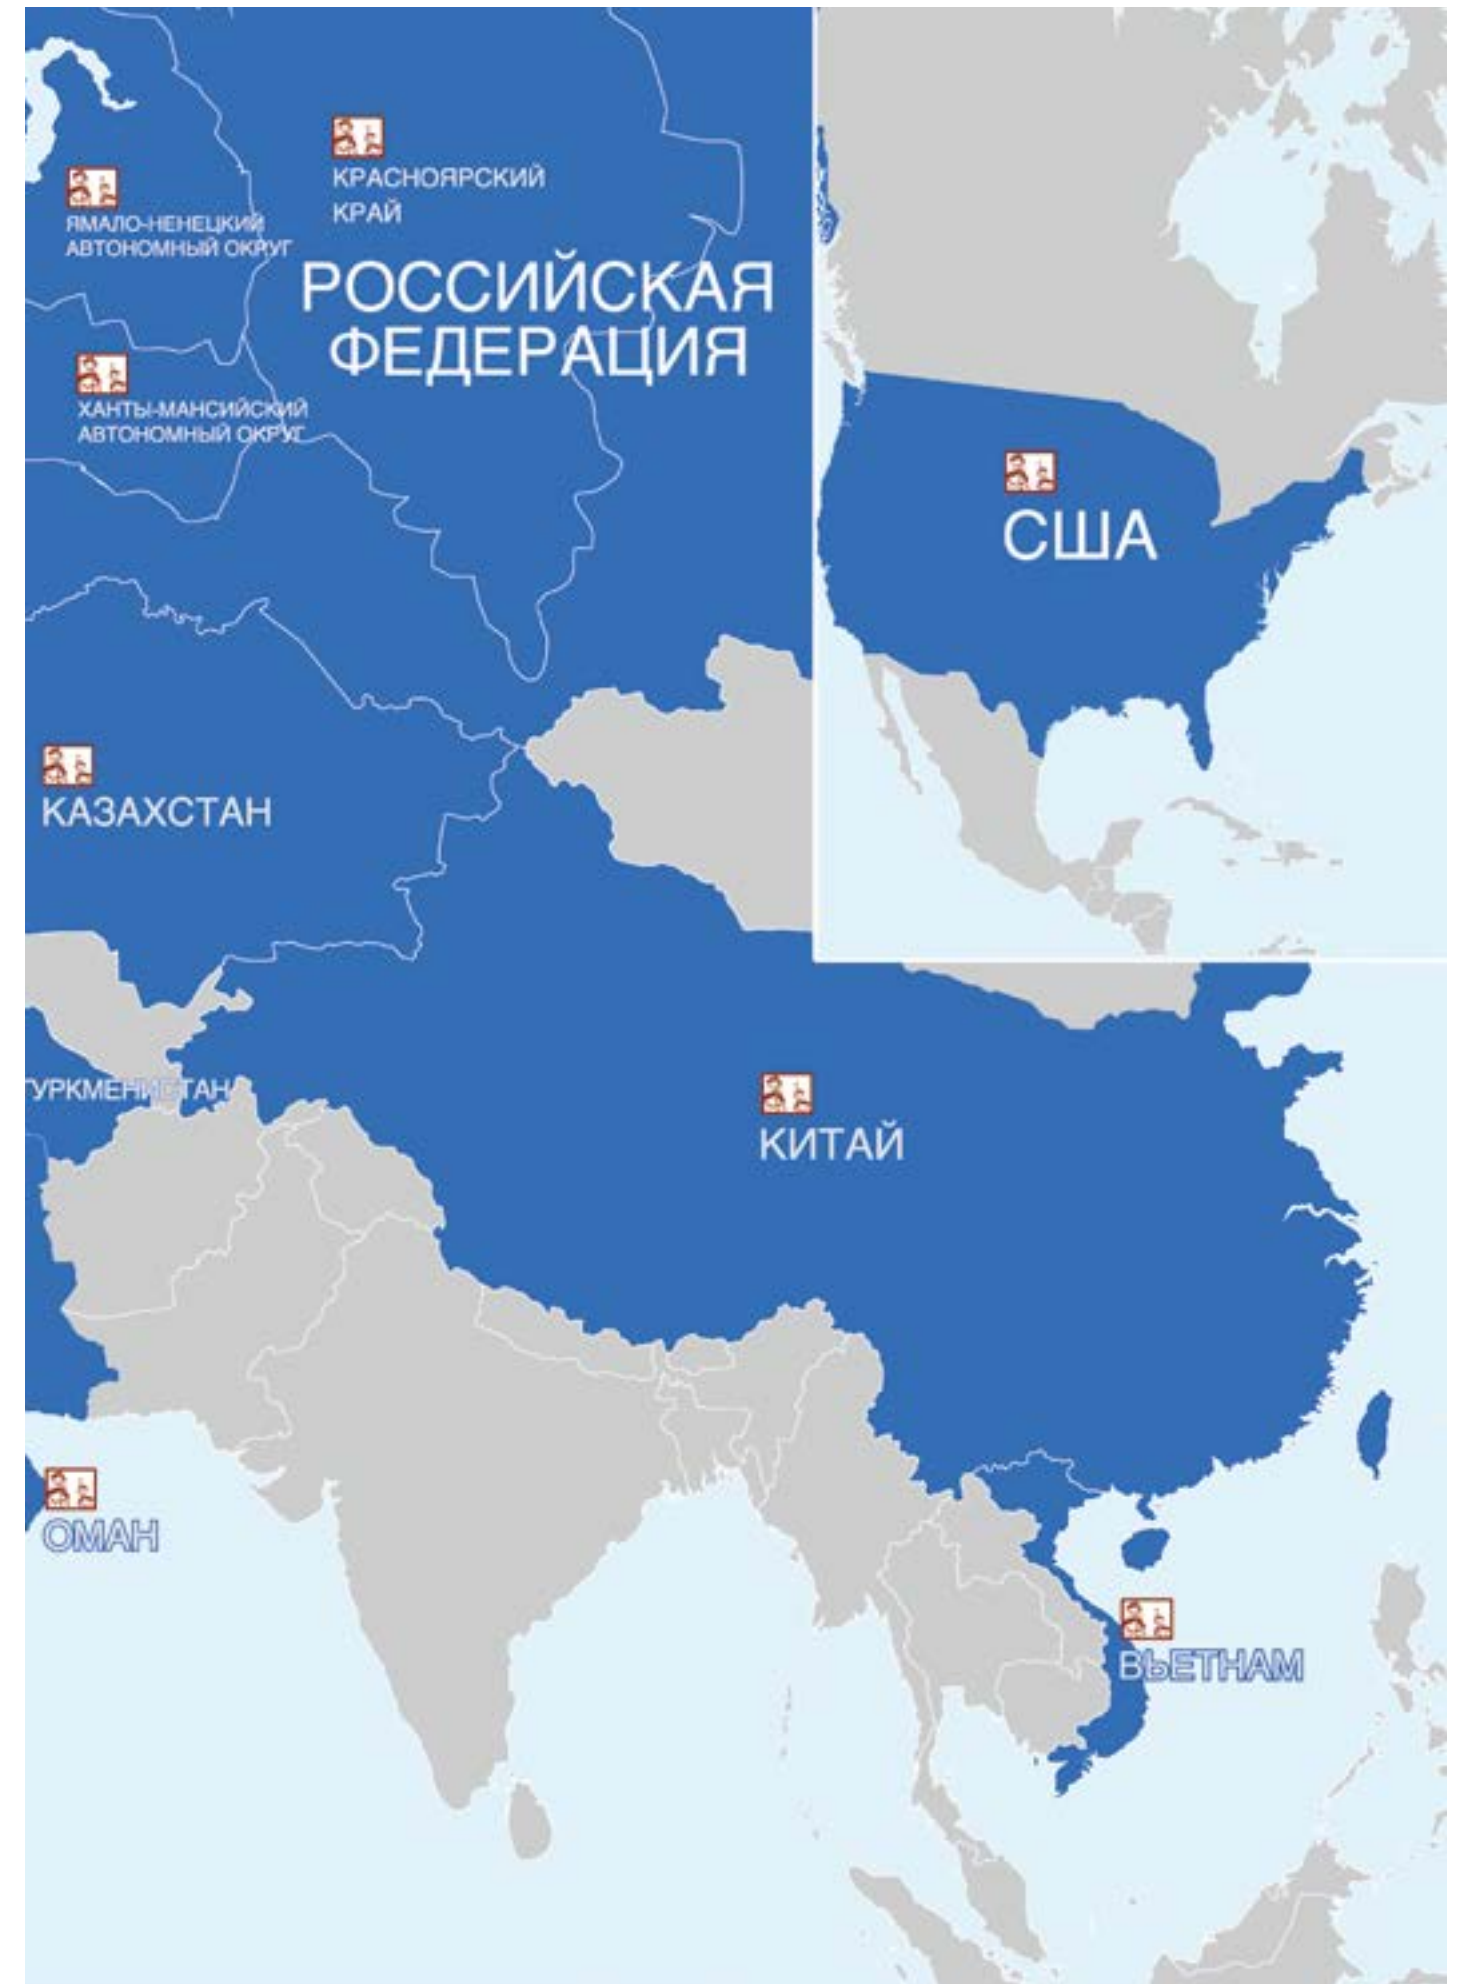 КРАСНОЯРСКИЙ
КРАЙ
ЯМАЛО-НЕНЕЦКИЙ
АВТОНОМНЫЙ ОКРУГ
РОССИЙСКАЯ
ФЕДЕРАЦИЯ
ХАНТЫ-МАНСИЙСКИЙ
АВТОНОМНЫЙ ОКРУГ
США
КАЗАХСТАН
ТУРКМЕНИСТАН
КИТАЙ
ОМАН
ВЬЕТНАМ